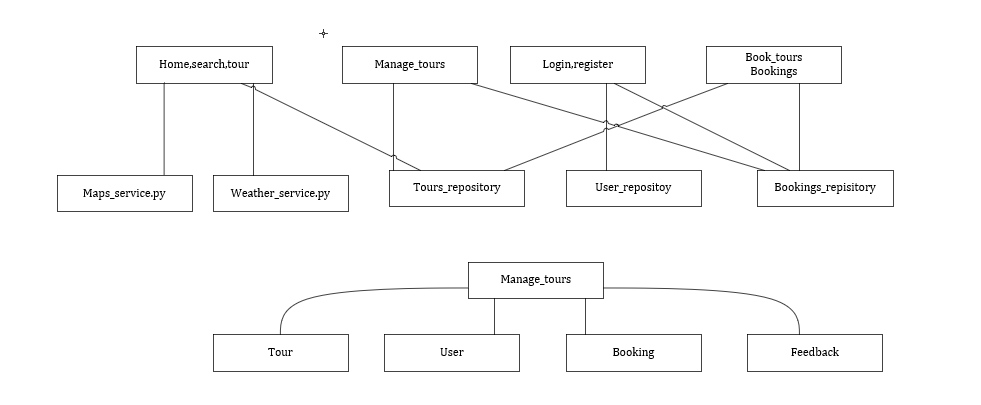 Home,search,tour
Manage_tours
Login,register
Book_tours
Bookings
Maps_service.py
Weather_service.py
Tours_repository
User_repositoy
Bookings_repisitory
Manage_tours
Tour
User
Booking
Feedback